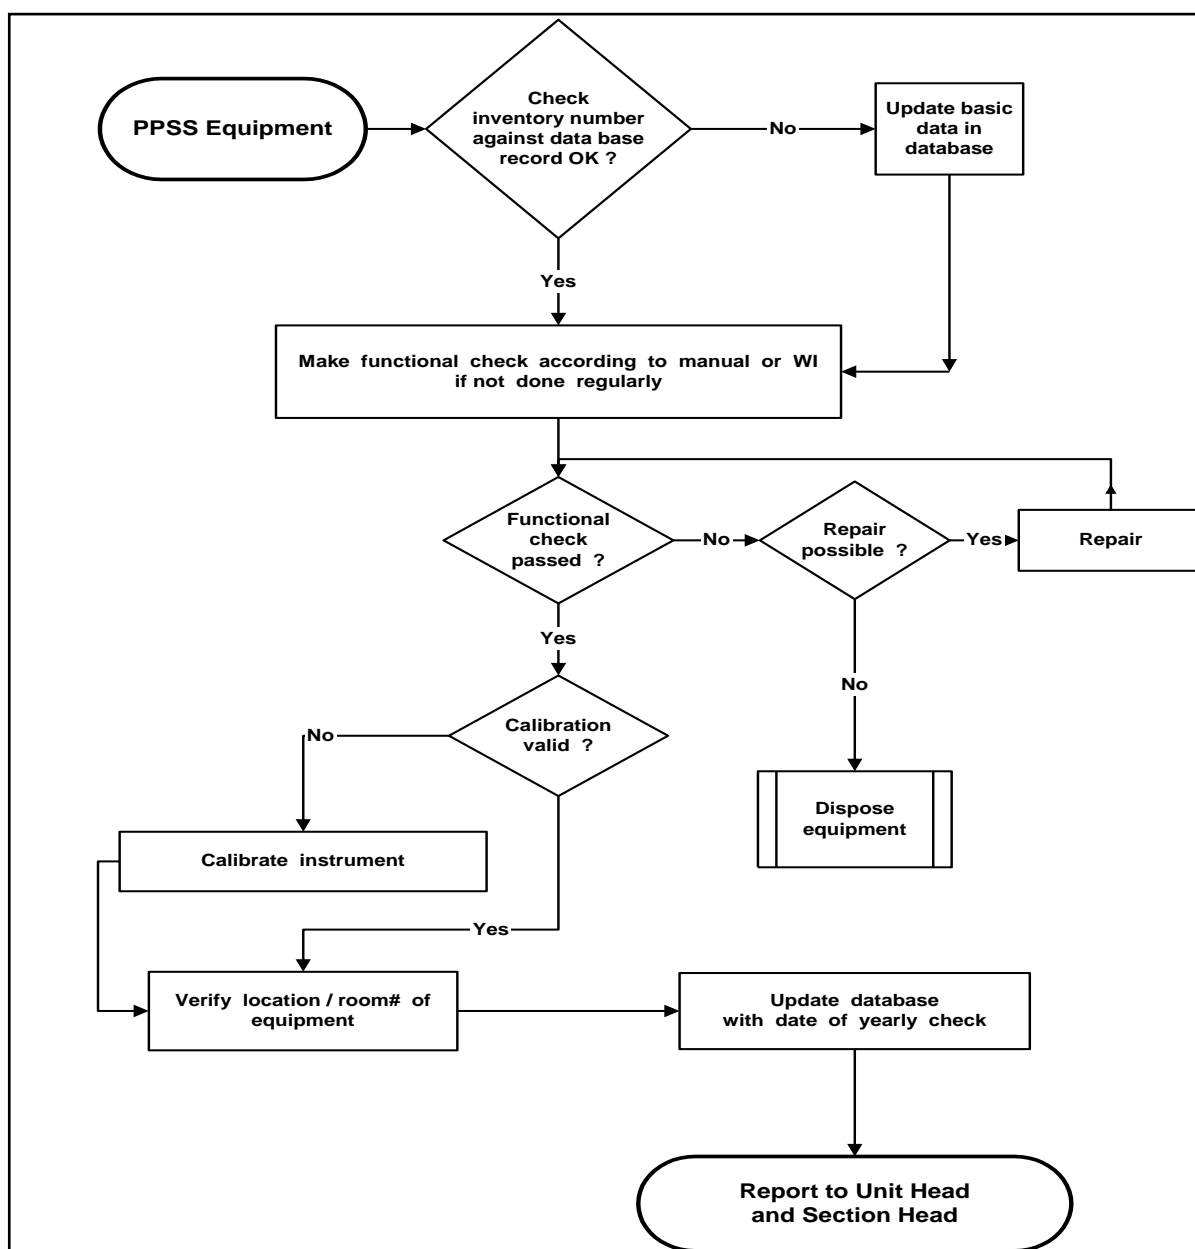 PPSS Equipment
Check
inventory number
against data base
record OK ?
No
Update basic
data in
database
Yes
Make functional check according to manual or WI
if not done regularly
Functional
check
passed ?
No
Repair
possible ?
Yes
Repair
Yes
No
Calibration
valid ?
No
Dispose
equipment
Calibrate instrument
Yes
Verify location / room# of
equipment
Update database
with date of yearly check
Report to Unit Head
and Section Head